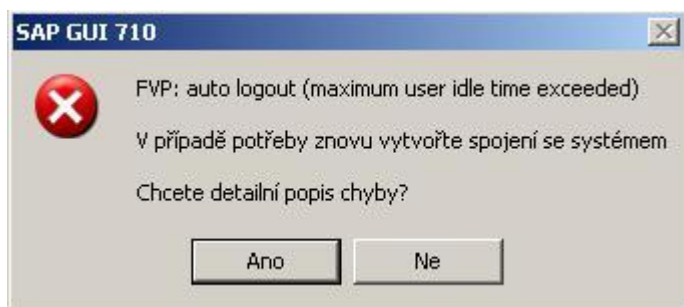 SAP GUI 710
FVP: auto logout (maximum user idle time exceeded)
V případě potřeby znovu vytvořte spojení se systémem
Chcete detailní popis chyby?
Ano
Ne